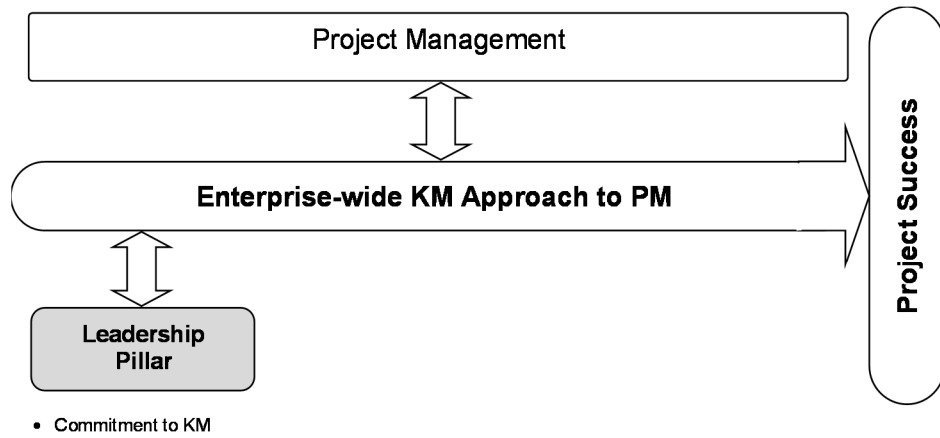 Project Management
Enterprise-wide KM Approach to PM
Project Success
Leadership
Pillar
• Commitment to KM